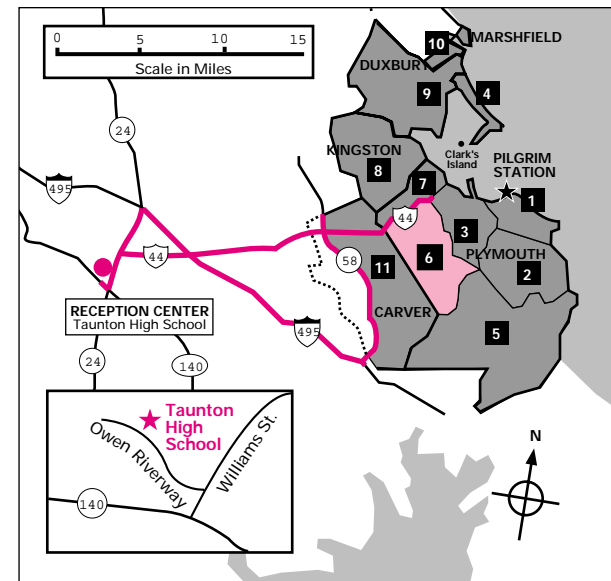 0 5 10 15
Scale in Miles
10
MARSHFIELD
DUXBURY
9
4
24
Clark's
Island
KINGSTON
PILGRIM
STATION
8
7
495
1
44
3
44
58
6
PLYMOUTH
11
2
RECEPTION CENTER
Taunton High School
CARVER
495
5
24
140
Taunton
High
School
Owen Riverway
Williams St.
140
N